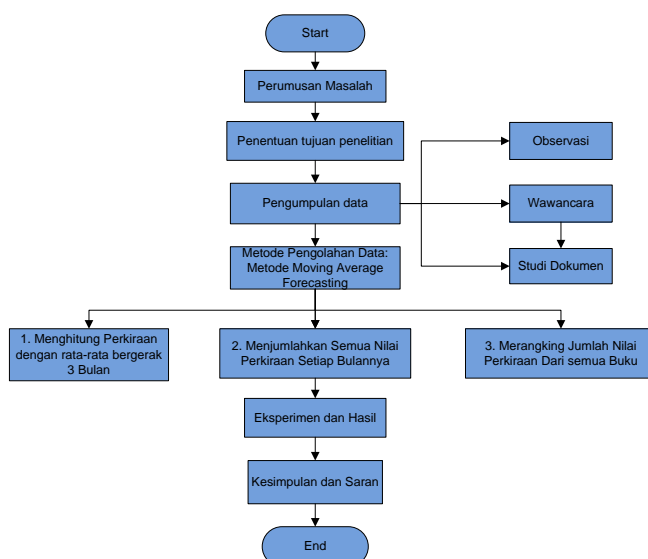 Start
Perumusan Masalah
Penentuan tujuan penelitian
Observasi
Pengumpulan data
Wawancara
Metode Pengolahan Data:
Metode Moving Average
Forecasting
Studi Dokumen
1. Menghitung Perkiraan
dengan rata-rata bergerak
3 Bulan
2. Menjumlahkan Semua Nilai
Perkiraan Setiap Bulannya
3. Merangking Jumlah Nilai
Perkiraan Dari semua Buku
Eksperimen dan Hasil
Kesimpulan dan Saran
End